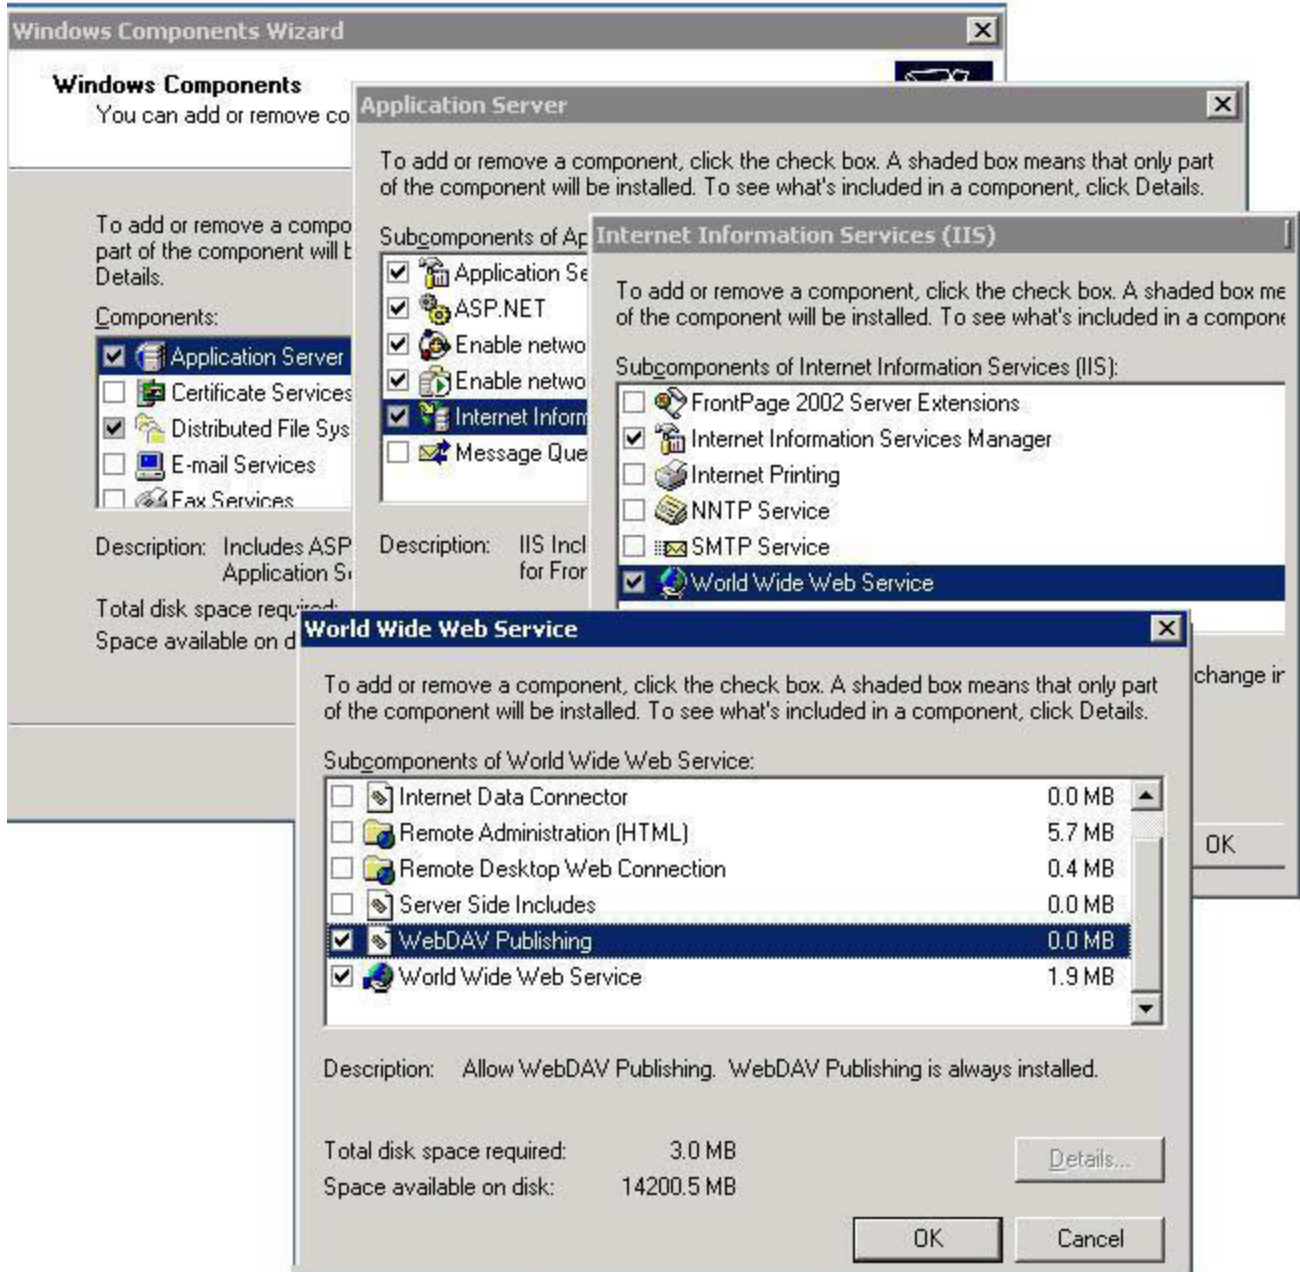 Windows Components Wizard
Windows Components
You can add or remove co
To add or remove a compo
part of the component will b
Details.
Components:
Application Server
Certificate Services
Distributed File Sys
E-mail Services
Fax Services
Description: Includes ASP
Application S
Total disk space required:
Space available on d
Application Server
To add or remove a component, click the check box. A shaded box means that only part
of the component will be installed. To see what's included in a component, click Details.
Subcomponents of Ap
Application Se
ASP.NET
Enable netwo
Enable netwo
Internet Inform
Message Que
Description: IIS Incl
for Fror
Internet Information Services (IIS)
To add or remove a component, click the check box. A shaded box me
of the component will be installed. To see what's included in a compone
Subcomponents of Internet Information Services (IIS):
FrontPage 2002 Server Extensions
Internet Information Services Manager
Internet Printing
NNTP Service
SMTP Service
World Wide Web Service
change ir
OK
World Wide Web Service
To add or remove a component, click the check box. A shaded box means that only part
of the component will be installed. To see what's included in a component, click Details.
Subcomponents of World Wide Web Service:
Internet Data Connector 0.0 MB
Remote Administration (HTML) 5.7 MB
Remote Desktop Web Connection 0.4 MB
Server Side Includes 0.0 MB
WebDAV Publishing 0.0 MB
World Wide Web Service 1.9 MB
Description: Allow WebDAV Publishing. WebDAV Publishing is always installed.
Total disk space required: 3.0 MB
Details...
Space available on disk: 14200.5 MB
OK Cancel